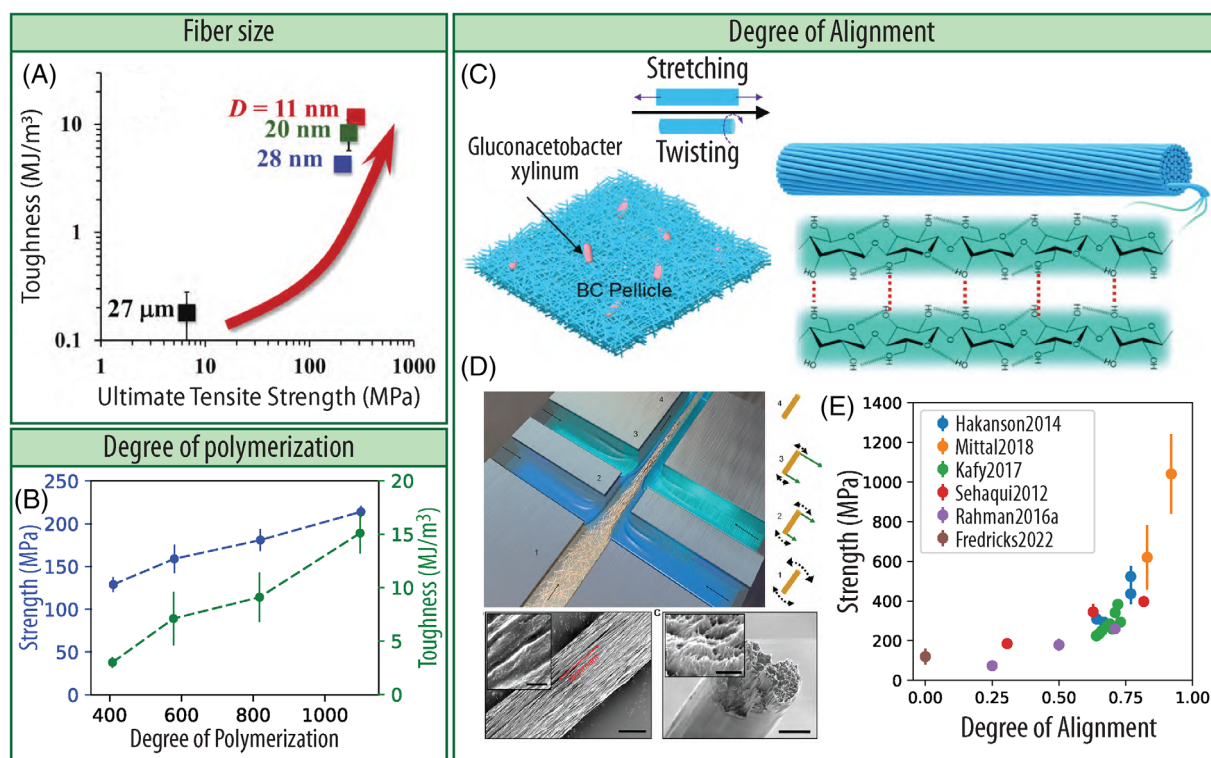 Fiber size
(A)
Toughness (MJ/m³)
10
1
0.1
D = 11 nm
20 nm
28 nm
27 μm
1
10
100
1000
Ultimate Tensite Strength (MPa)
Degree of polymerization
(B)
Strength (MPa)
250
200
150
100
50
0
20
15
10
5
0
Toughness (MJ/m³)
400
600
800
1000
Degree of Polymerization
Degree of Alignment
(C)
Stretching
Twisting
Gluconacetobacter
xylinum
BC Pellicle
(D)
4
3
2
1
4
3
2
1
C
(E)
Strength (MPa)
1400
1200
1000
800
600
400
200
0
Hakanson2014
Mittal2018
Kafy2017
Sehaqui2012
Rahman2016a
Fredricks2022
0.00
0.25
0.50
0.75
1.00
Degree of Alignment